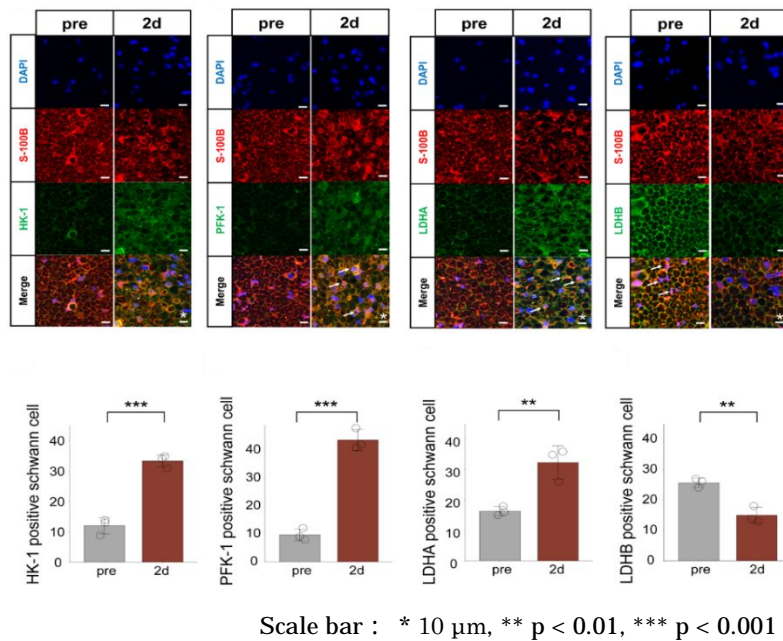 pre 2d pre 2d pre 2d pre 2d
DAPI DAPI DAPI DAPI
S-100B S-100B S-100B S-100B
HK-1 PFK-1 LDHA LDHB
Merge Merge Merge Merge
* * * *
*** *** ** **
HK-1 positive schwann cell
40
30
20
10
0
pre 2d
PFK-1 positive schwann cell
40
30
20
10
0
pre 2d
LDHA positive schwann cell
40
30
20
10
0
pre 2d
LDHB positive schwann cell
40
30
20
10
0
pre 2d
Scale bar : * 10 µm, ** p < 0.01, *** p < 0.001